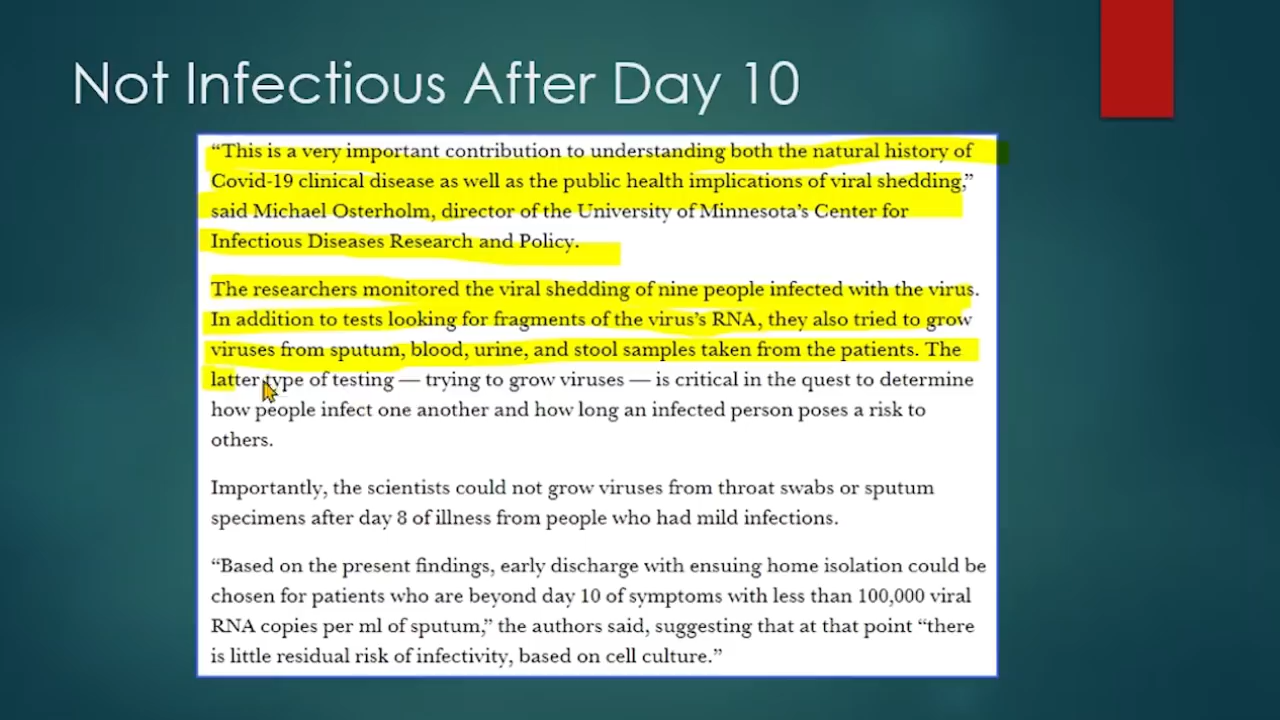 Not Infectious After Day 10
“This is a very important contribution to understanding both the natural history of
Covid-19 clinical disease as well as the public health implications of viral shedding,”
said Michael Osterholm, director of the University of Minnesota’s Center for
Infectious Diseases Research and Policy.
The researchers monitored the viral shedding of nine people infected with the virus.
In addition to tests looking for fragments of the virus’s RNA, they also tried to grow
viruses from sputum, blood, urine, and stool samples taken from the patients. The
latter type of testing — trying to grow viruses — is critical in the quest to determine
how people infect one another and how long an infected person poses a risk to
others.
Importantly, the scientists could not grow viruses from throat swabs or sputum
specimens after day 8 of illness from people who had mild infections.
“Based on the present findings, early discharge with ensuing home isolation could be
chosen for patients who are beyond day 10 of symptoms with less than 100,000 viral
RNA copies per ml of sputum,” the authors said, suggesting that at that point “there
is little residual risk of infectivity, based on cell culture.”